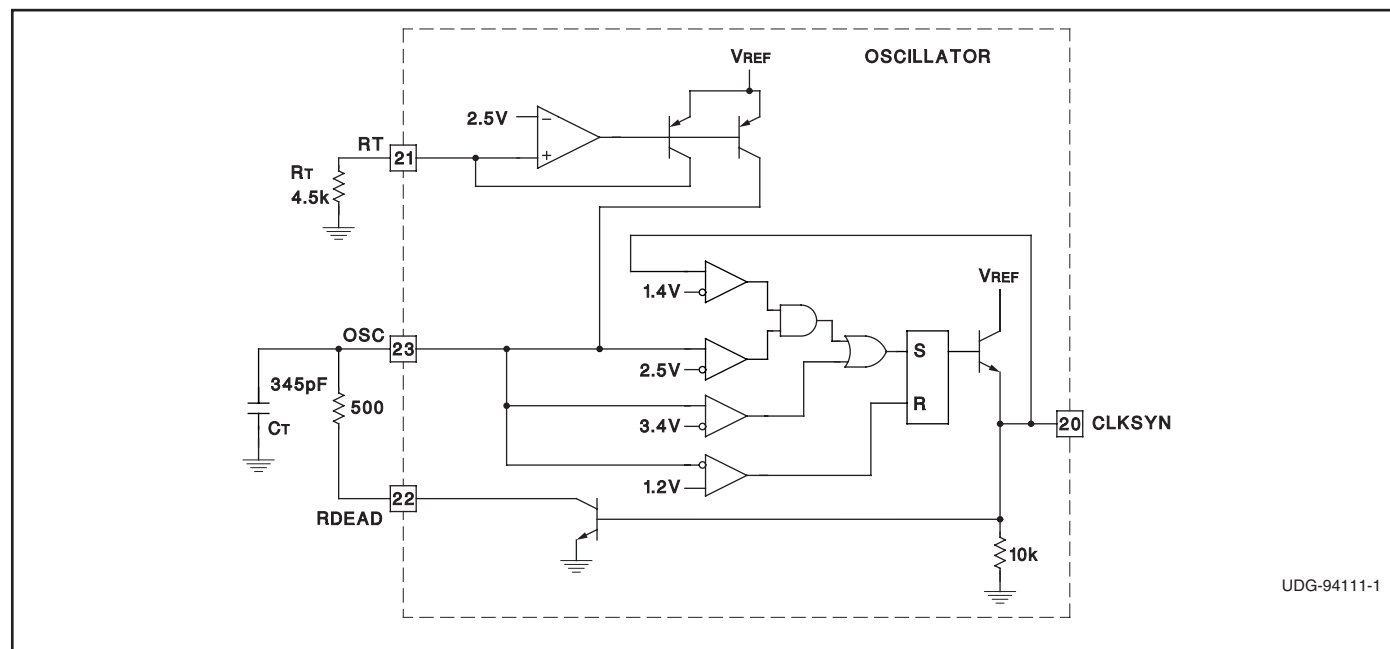 OSCILLATOR
VREF
2.5V
−
+
RT
21
RT
4.5k
VREF
1.4V
OSC
23
2.5V
S
R
345pF
CT
500
3.4V
20
CLKSYN
1.2V
22
RDEAD
10k
UDG-94111-1